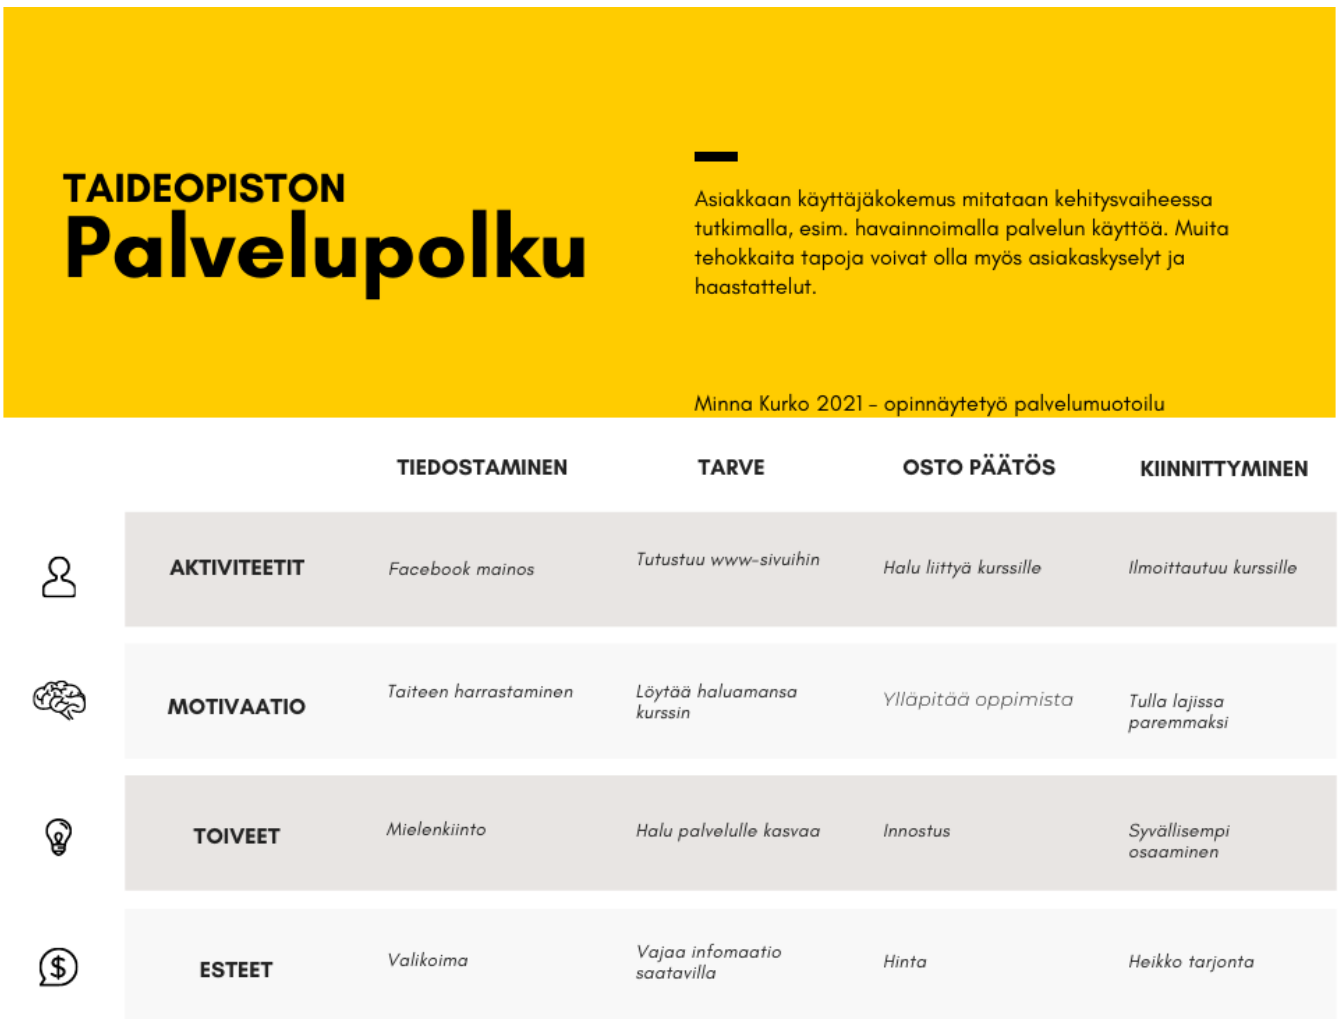 TAIDEOPISTON
Palvelupolku
Asiakkaan käyttäjäkokemus mitataan kehitysvaiheessa
tutkimalla, esim. havainnoimalla palvelun käyttöä. Muita
tehokkaita tapoja voivat olla myös asiakaskyselyt ja
haastattelut.
Minna Kurko 2021 – opinnäytetyö palvelumuotoilu
TIEDOSTAMINEN TARVE OSTO PÄÄTÖS KIINNITTYMINEN
AKTIVITEETIT Facebook mainos Tutustuu www-sivuihin Halu liittyä kurssille Ilmoittautuu kurssille
MOTIVAATIO Taiteen harrastaminen Löytää haluamansa
kurssin
Ylläpitää oppimista Tulla lajissa
paremmaksi
TOIVEET Mielenkiinto Halu palvelulle kasvaa Innostus Syvällisempi
osaaminen
ESTEET Valikoima Vajaa infomaatio
saatavilla
Hinta Heikko tarjonta
$